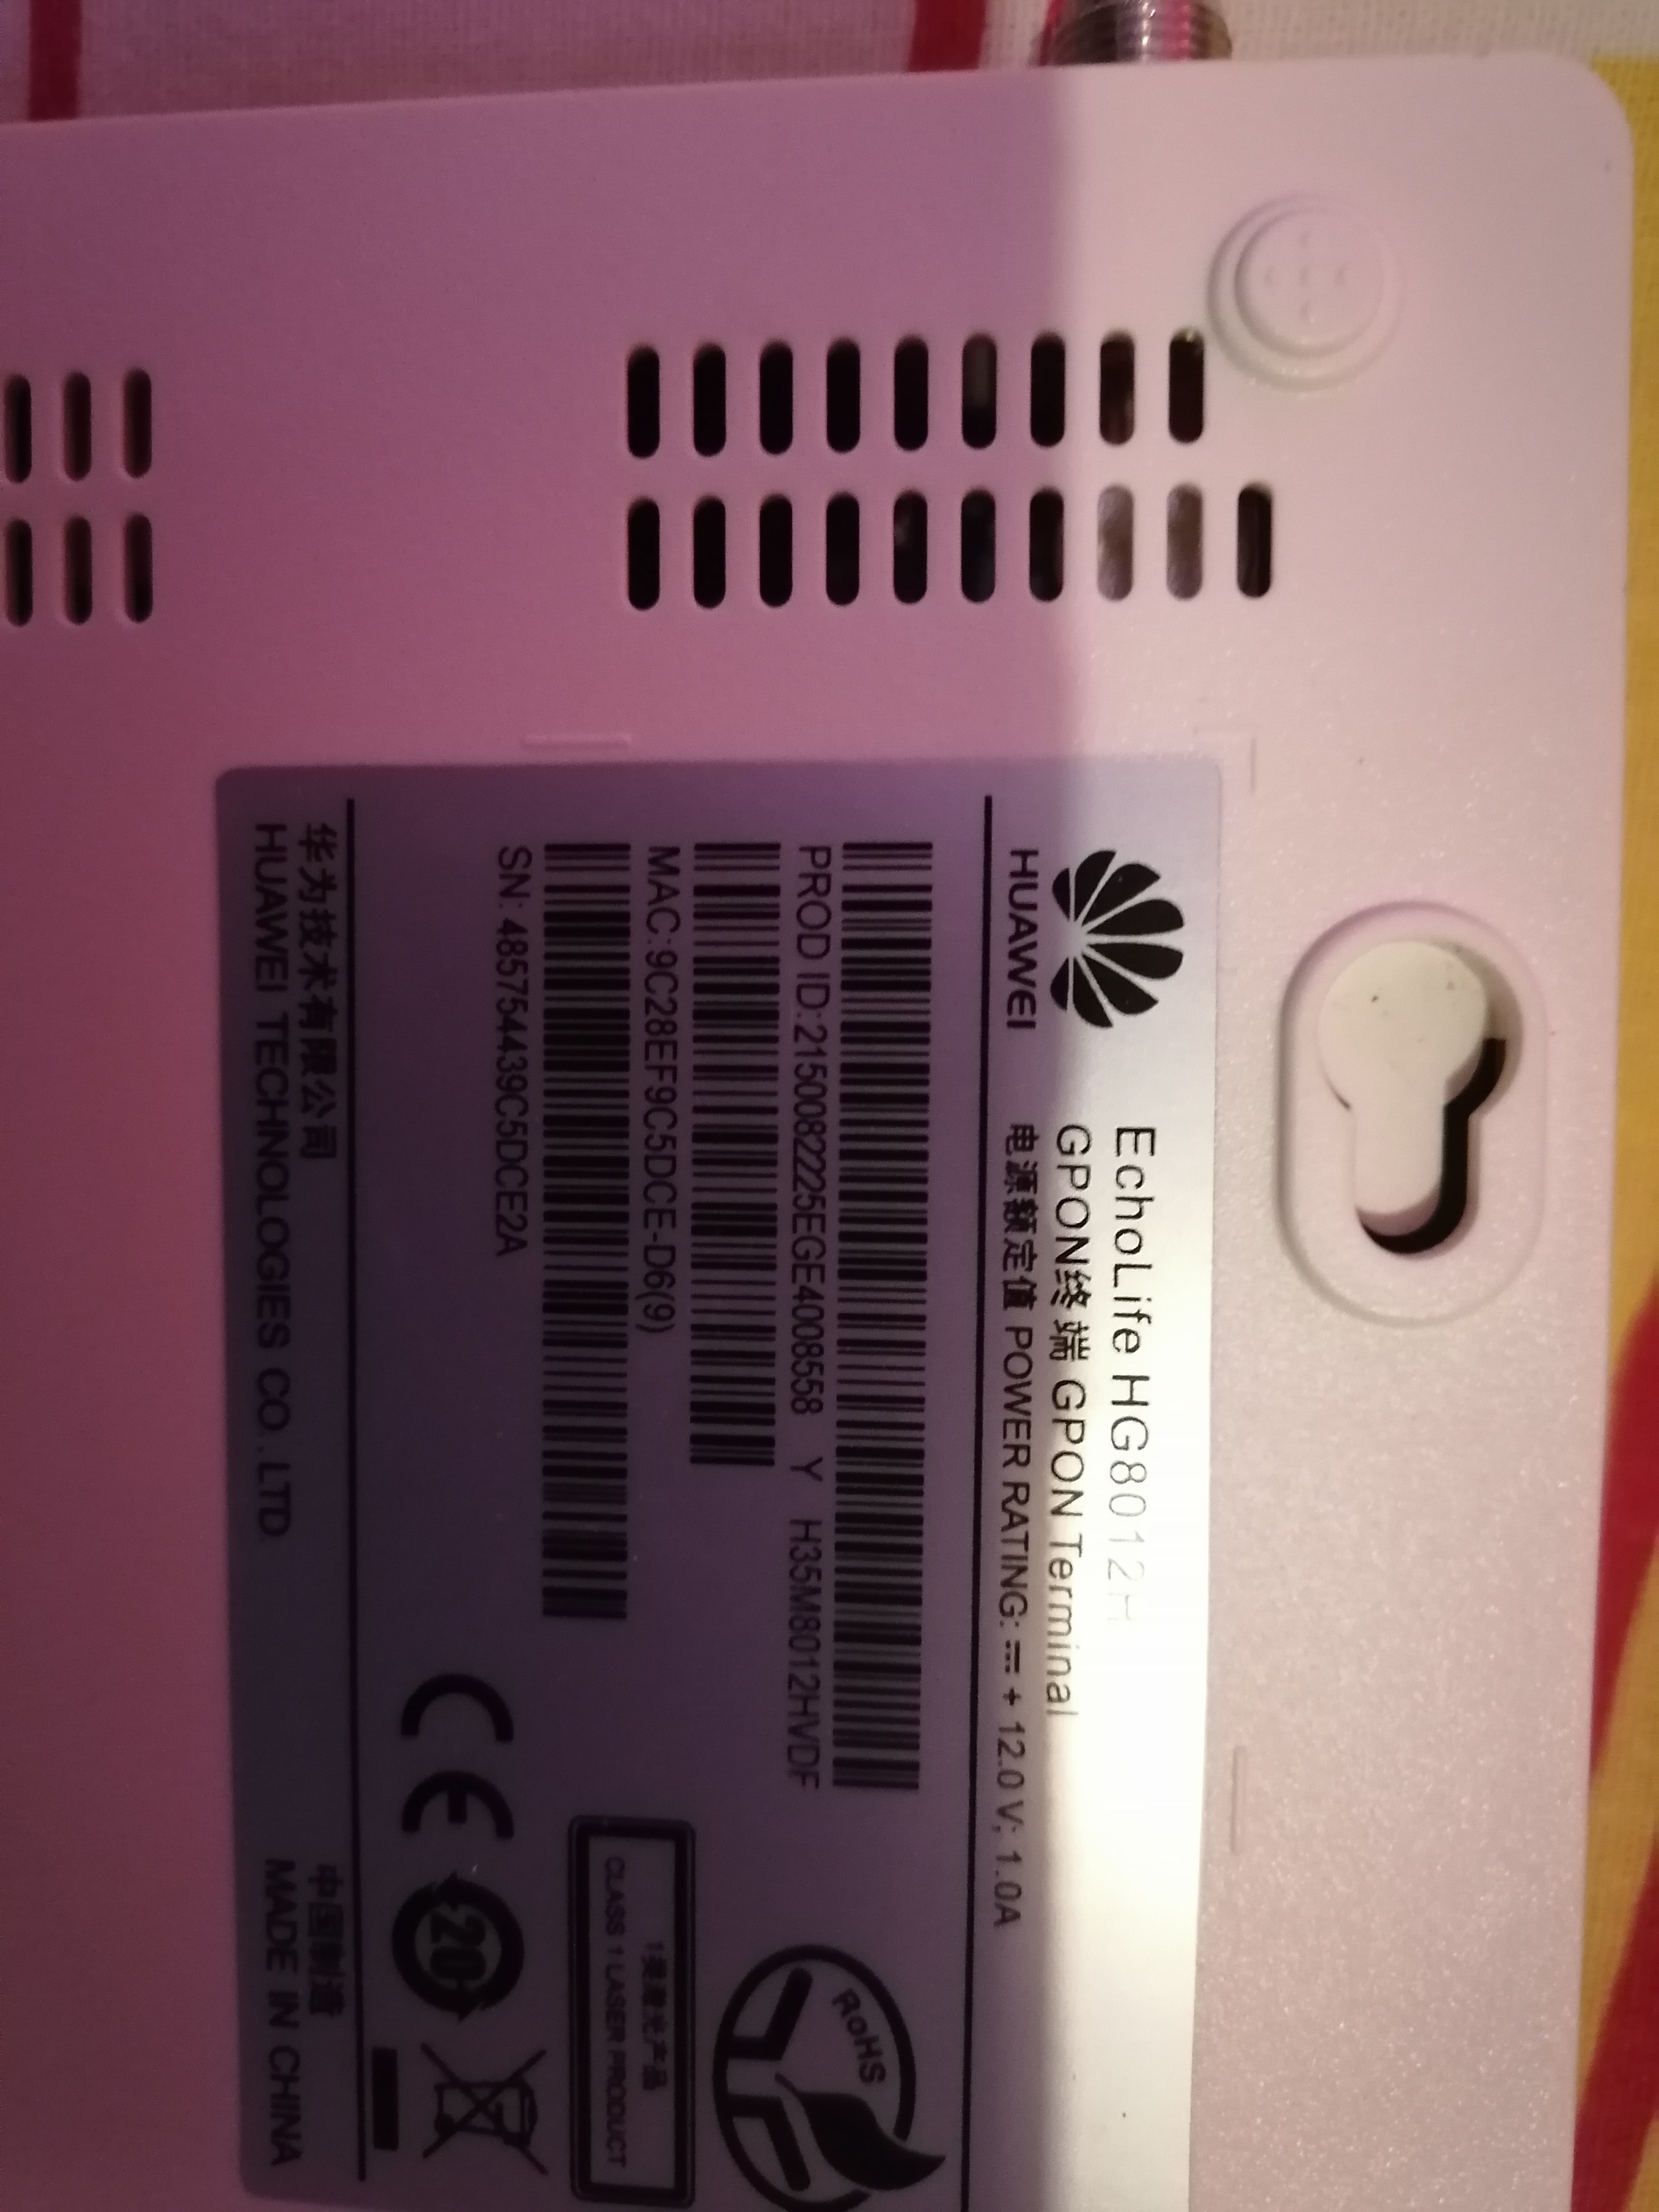 HUAWEI
EchoLife HG8012H
GPON终端 GPON Terminal
电源额定值 POWER RATING: ⎓ + 12.0 V; 1.0A
PROD ID:2150082225EGE4008558 Y H35M8012HVDF
MAC:9C28EF9C5DCE-D6(9)
SN: 485754439C5DCE2A
RoHS
1类激光产品
CLASS 1 LASER PRODUCT
20
华为技术有限公司
HUAWEI TECHNOLOGIES CO.,LTD.
中国制造
MADE IN CHINA